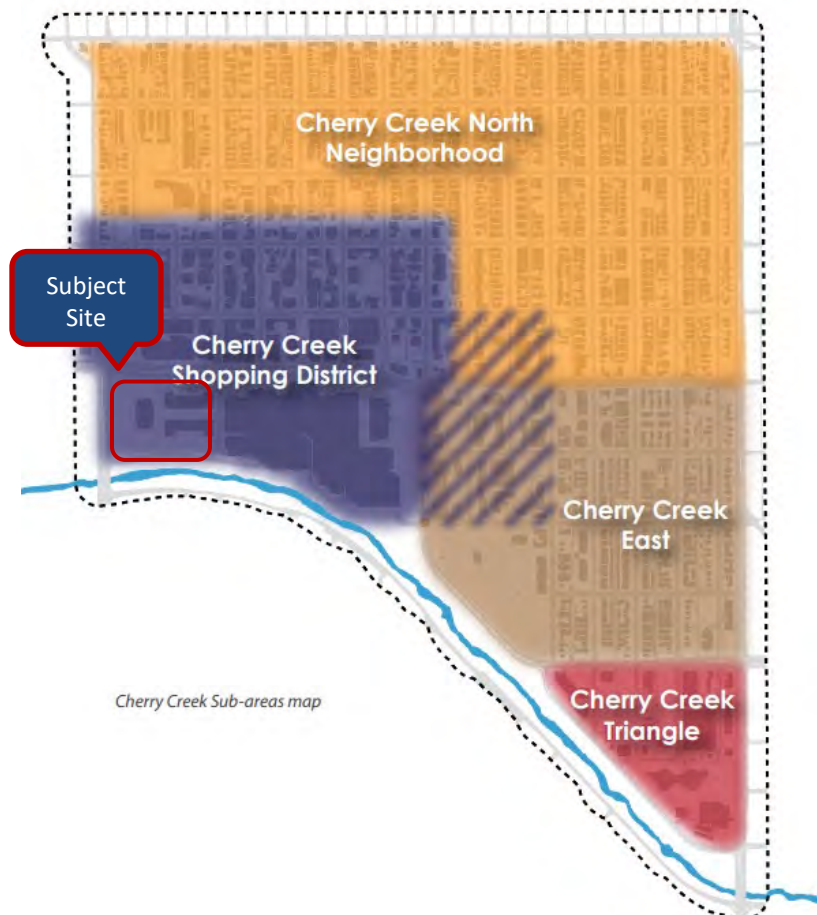 Cherry Creek North
Neighborhood
Subject
Site
Cherry Creek
Shopping District
Cherry Creek
East
Cherry Creek
Triangle
Cherry Creek Sub-areas map